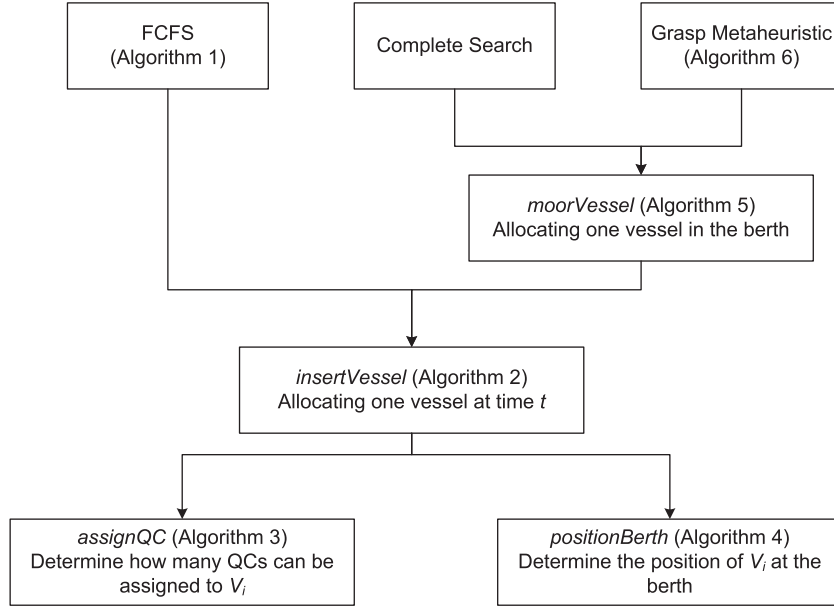 FCFS
(Algorithm 1)
Complete Search
Grasp Metaheuristic
(Algorithm 6)
moorVessel (Algorithm 5)
Allocating one vessel in the berth
insertVessel (Algorithm 2)
Allocating one vessel at time t
assignQC (Algorithm 3)
Determine how many QCs can be
assigned to Vi
positionBerth (Algorithm 4)
Determine the position of Vi at the
berth